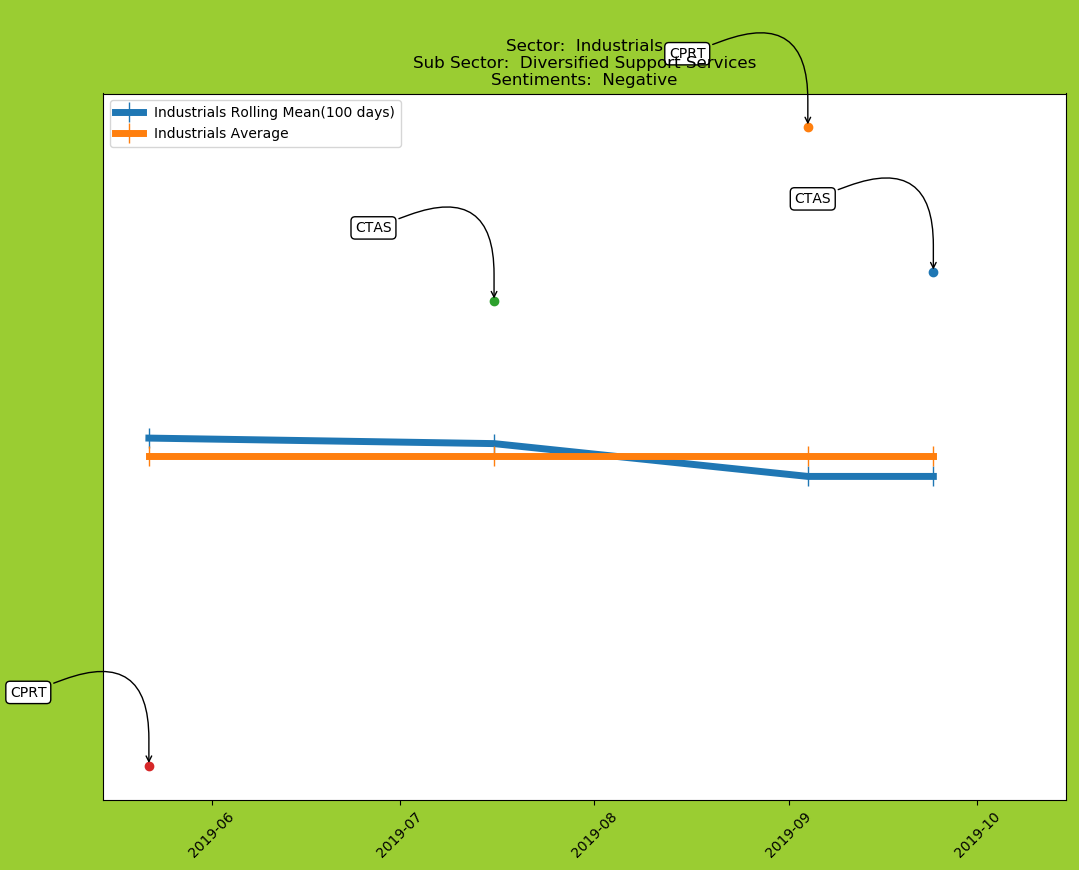 Sector:  Industrials
CPRT
Sub Sector:  Diversified Support Services
Sentiments:  Negative
Industrials Rolling Mean(100 days)
Industrials Average
CTAS
CTAS
CPRT
2019-06
2019-07
2019-08
2019-09
2019-10